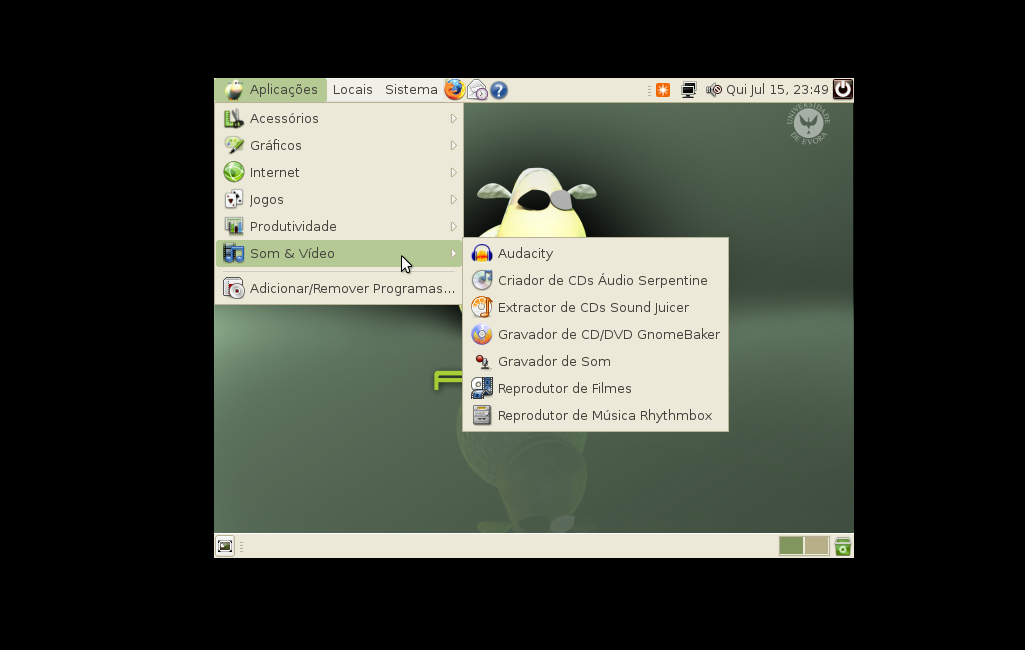 Aplicações Locais Sistema Qui Jul 15, 23:49
UNIVERSIDADE
DE ÉVORA
Acessórios
Gráficos
Internet
Jogos
Produtividade
Som & Vídeo
Adicionar/Remover Programas...
Audacity
Criador de CDs Áudio Serpentine
Extractor de CDs Sound Juicer
Gravador de CD/DVD GnomeBaker
Gravador de Som
Reprodutor de Filmes
Reprodutor de Música Rhythmbox